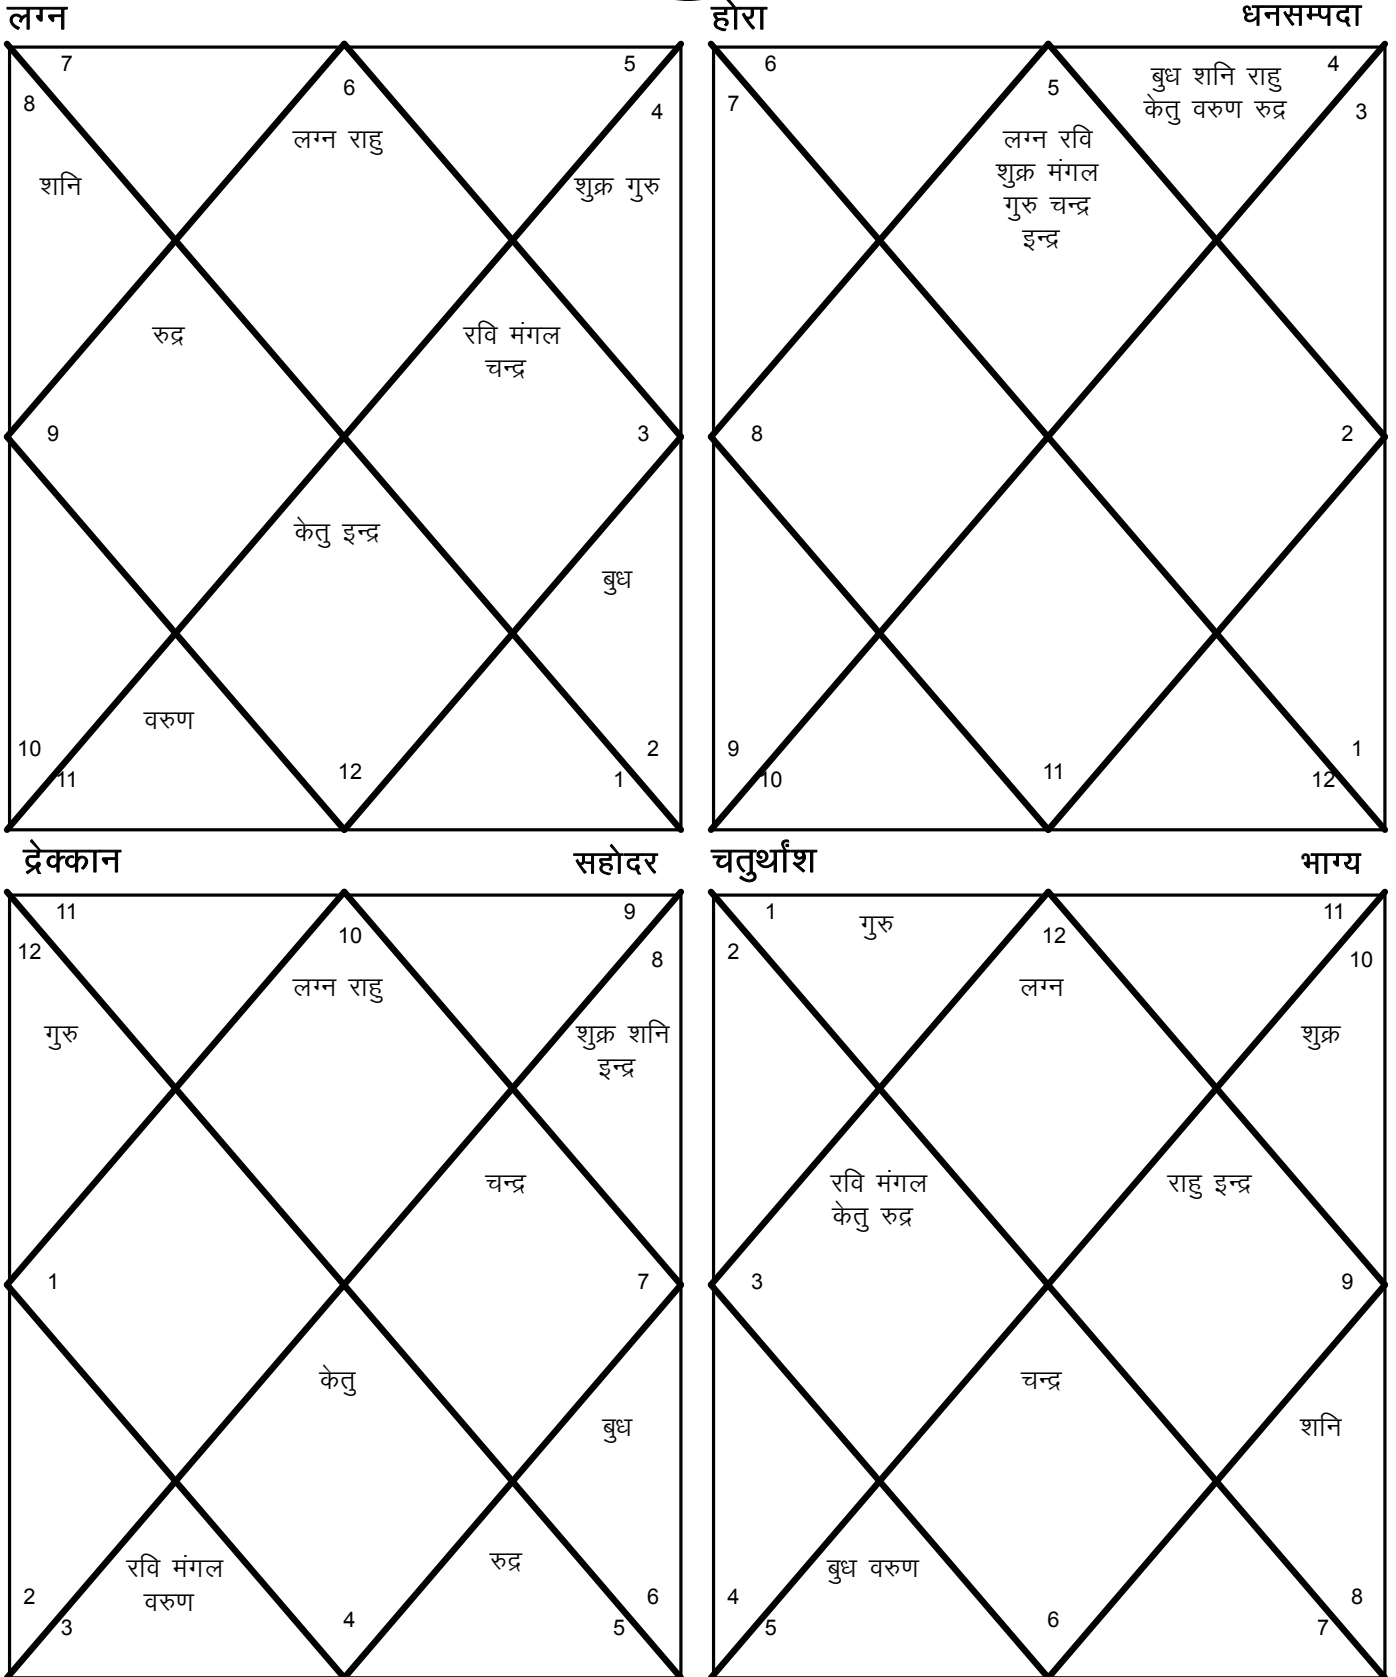 लग्न
7
6
5
8
4
लग्न राहु
शनि
शुक्र गुरु
रुद्र
रवि मंगल
चन्द्र
9
3
केतु इन्द्र
बुध
वरुण
10
2
12
11
1
होरा
धनसम्पदा
6
5
4
बुध शनि राहु
केतु वरुण रुद्र
7
3
लग्न रवि
शुक्र मंगल
गुरु चन्द्र
इन्द्र
8
2
9
1
11
10
12
द्रेक्कान
सहोदर
11
10
9
12
8
लग्न राहु
गुरु
शुक्र शनि
इन्द्र
चन्द्र
1
7
केतु
बुध
रवि मंगल
वरुण
रुद्र
2
6
4
3
5
चतुर्थांश
भाग्य
1
गुरु
12
11
2
10
लग्न
शुक्र
रवि मंगल
केतु रुद्र
राहु इन्द्र
3
9
चन्द्र
शनि
बुध वरुण
4
8
6
5
7